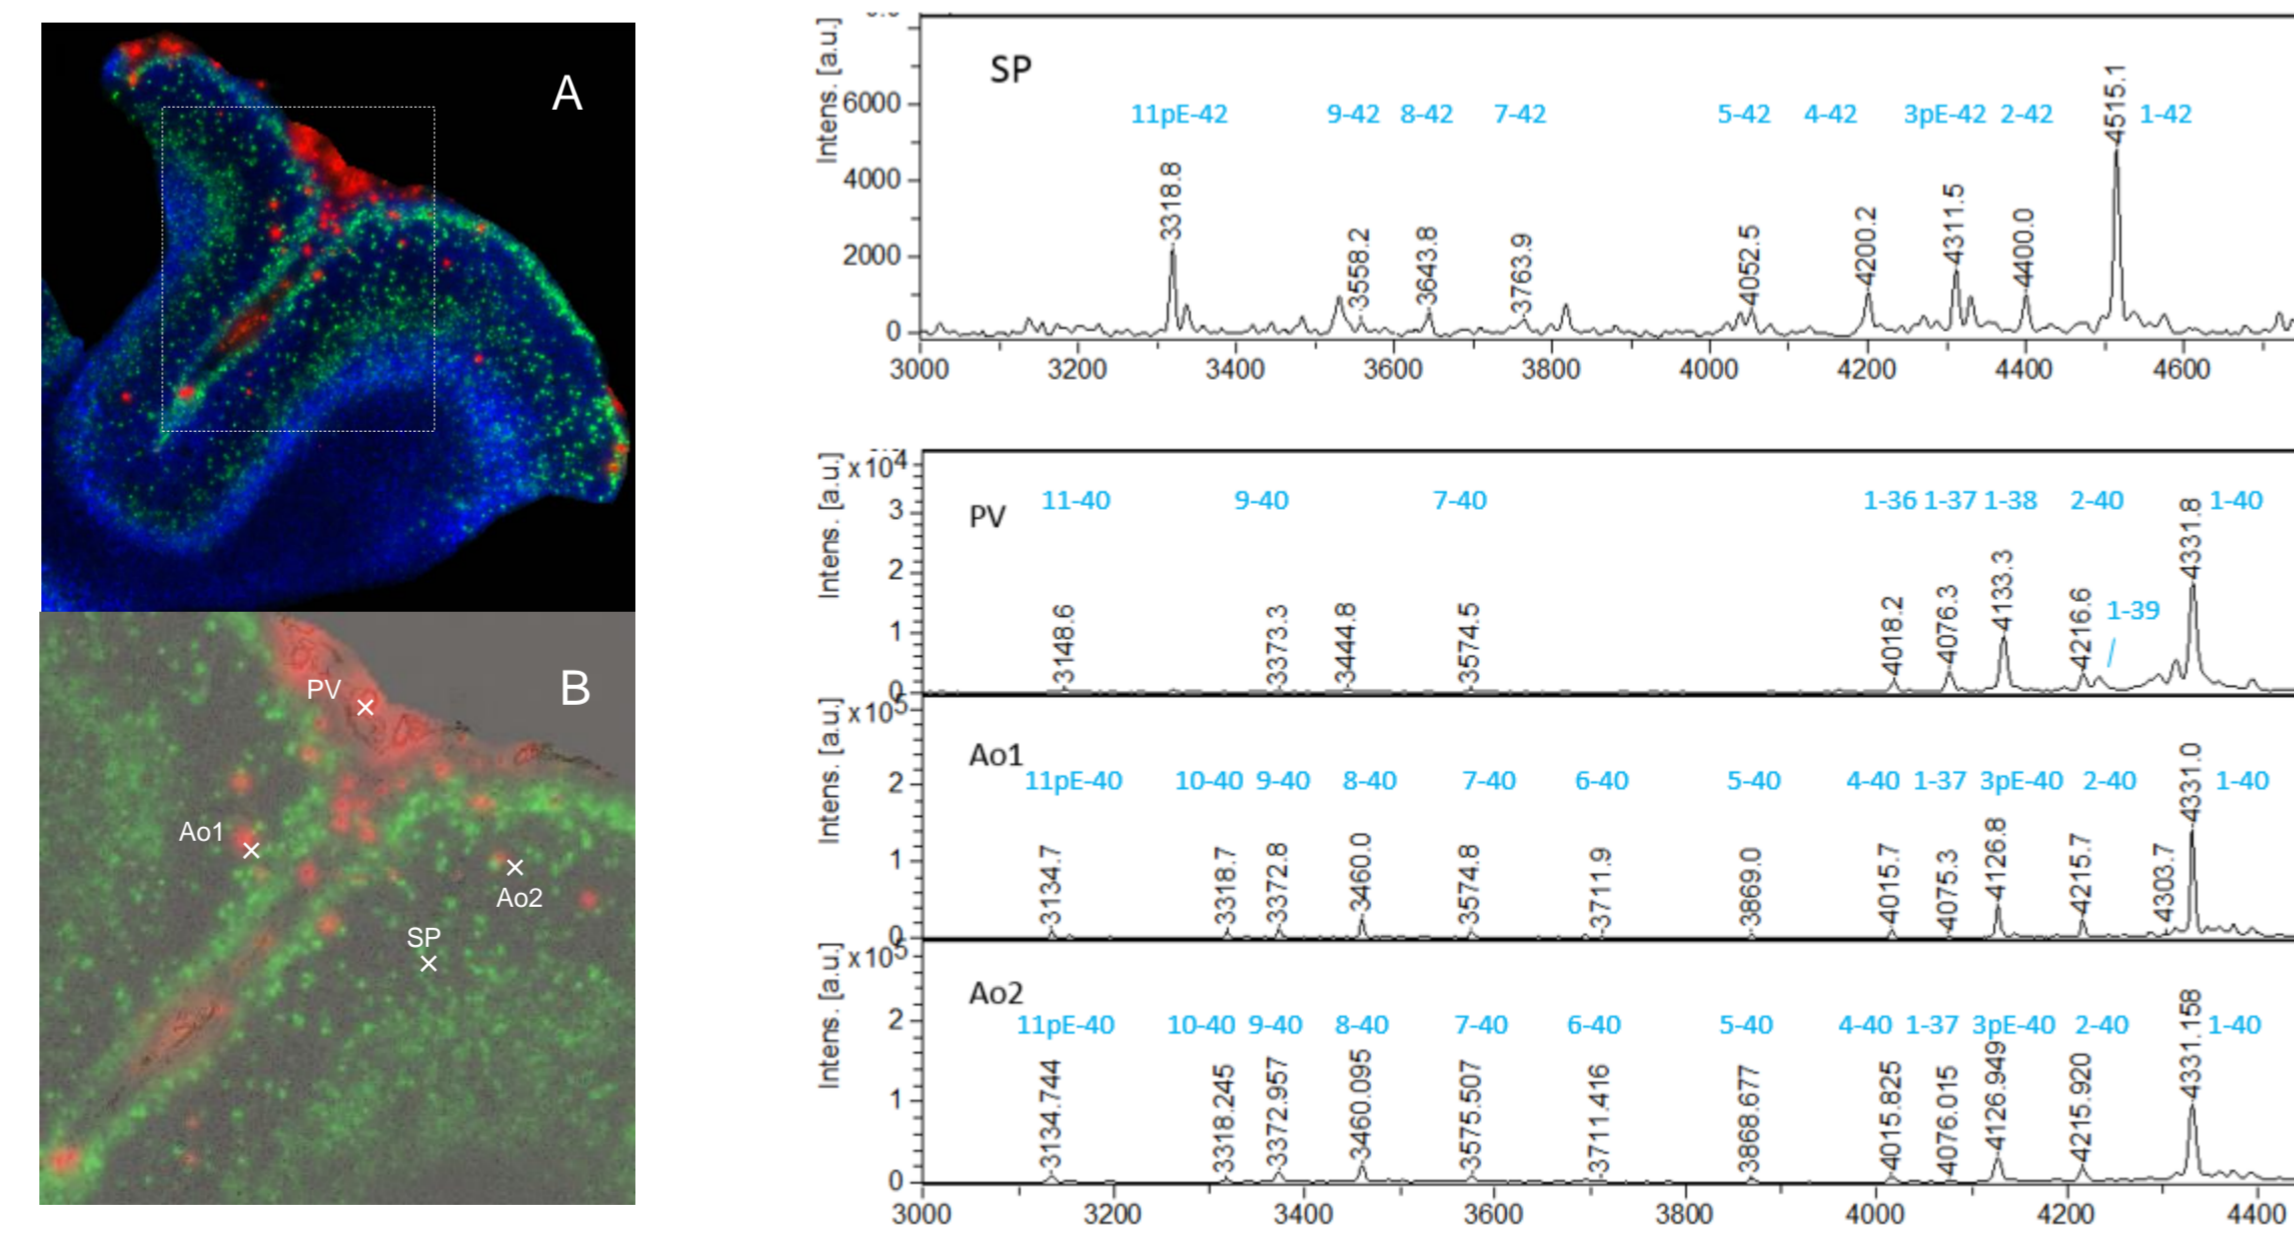 A
B
PV
Ao1
Ao2
SP
SP
Intens. [a.u.]
6000
4000
2000
0
11pE-42 9-42 8-42 7-42 5-42 4-42 3pE-42 2-42 1-42
3318.8 3558.2 3643.8 3763.9 4052.5 4200.2 4311.5 4400.0 4515.1
3000 3200 3400 3600 3800 4000 4200 4400 4600
PV
Intens. [a.u.]
x10⁴
3
2
1
0
11-40 9-40 7-40 1-36 1-37 1-38 2-40 1-40
1-39
3148.6 3373.3 3444.8 3574.5 4018.2 4076.3 4133.3 4216.6 4331.8
Ao1
Intens. [a.u.]
x10⁵
2
1
0
11pE-40 10-40 9-40 8-40 7-40 6-40 5-40 4-40 1-37 3pE-40 2-40 1-40
3134.7 3318.7 3372.8 3460.0 3574.8 3711.9 3869.0 4015.7 4075.3 4126.8 4215.7 4303.7 4331.0
Ao2
Intens. [a.u.]
x10⁵
2
1
0
11pE-40 10-40 9-40 8-40 7-40 6-40 5-40 4-40 1-37 3pE-40 2-40 1-40
3134.744 3318.245 3372.957 3460.095 3575.507 3711.416 3868.677 4015.825 4076.015 4126.949 4215.920 4331.158
3000 3200 3400 3600 3800 4000 4200 4400